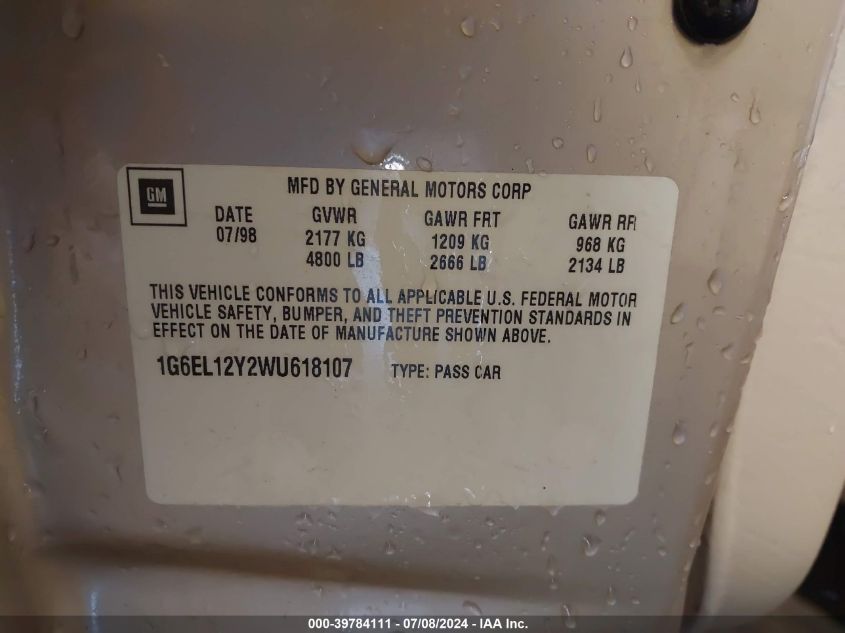 GM
MFD BY GENERAL MOTORS CORP
DATE GVWR GAWR FRT GAWR RR
07/98 2177 KG 1209 KG 968 KG
4800 LB 2666 LB 2134 LB
THIS VEHICLE CONFORMS TO ALL APPLICABLE U.S. FEDERAL MOTOR
VEHICLE SAFETY, BUMPER, AND THEFT PREVENTION STANDARDS IN
EFFECT ON THE DATE OF MANUFACTURE SHOWN ABOVE.
1G6EL12Y2WU618107 TYPE: PASS CAR
000-39784111 - 07/08/2024 - IAA Inc.